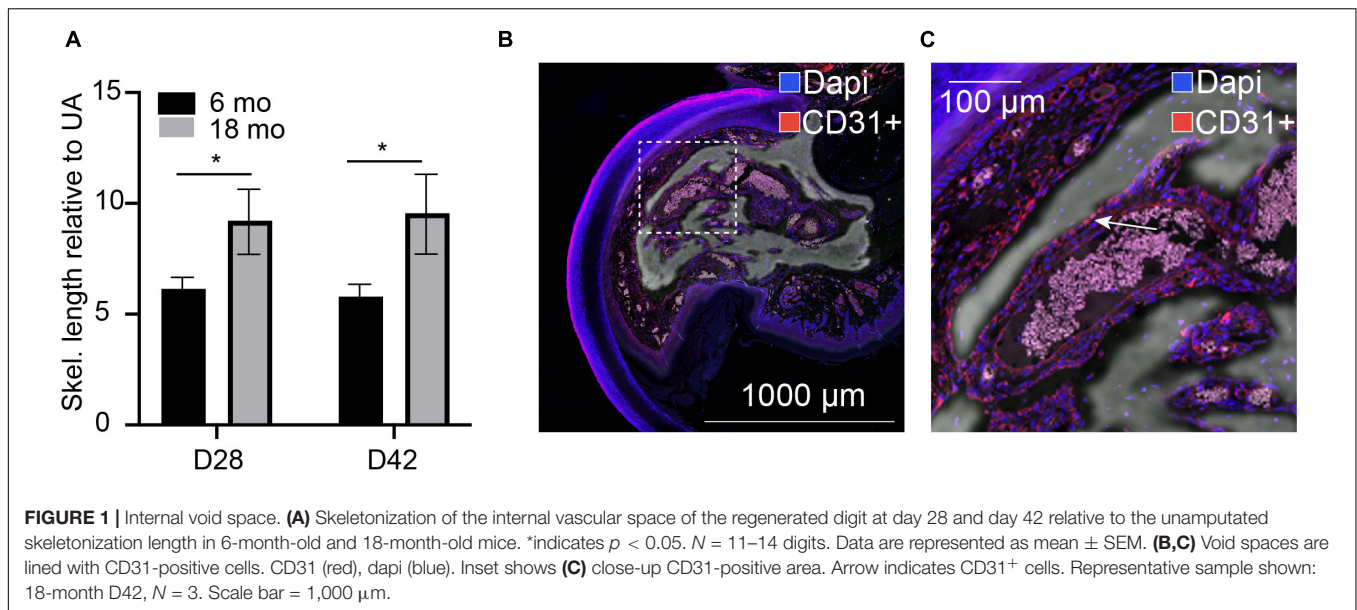 A
15
10
5
0
Skel. length relative to UA
6 mo
18 mo
*
*
D28
D42
B
Dapi
CD31+
1000 μm
C
100 μm
Dapi
CD31+
FIGURE 1 | Internal void space. (A) Skeletonization of the internal vascular space of the regenerated digit at day 28 and day 42 relative to the unamputated
skeletonization length in 6-month-old and 18-month-old mice. *indicates p < 0.05. N = 11–14 digits. Data are represented as mean ± SEM. (B,C) Void spaces are
lined with CD31-positive cells. CD31 (red), dapi (blue). Inset shows (C) close-up CD31-positive area. Arrow indicates CD31⁺ cells. Representative sample shown:
18-month D42, N = 3. Scale bar = 1,000 μm.